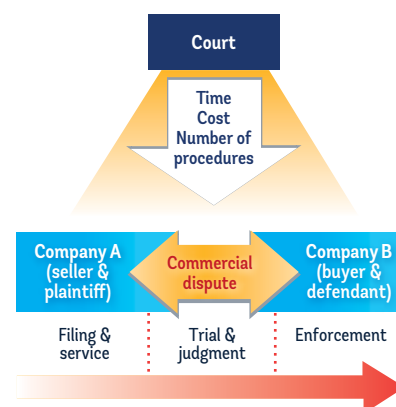 Court
Time
Cost
Number of
procedures
Company A
(seller &
plaintiff)
Commercial
dispute
Company B
(buyer &
defendant)
Filing &
service
Trial &
judgment
Enforcement